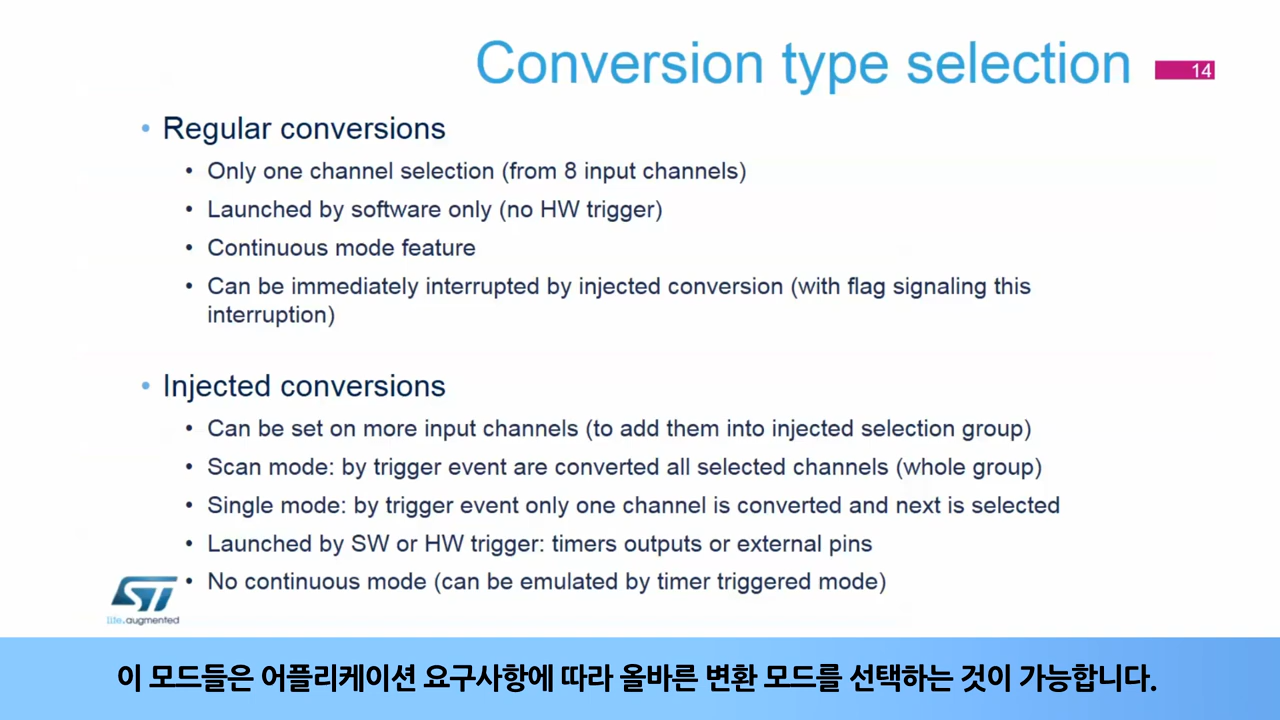 Conversion type selection
14
• Regular conversions
• Only one channel selection (from 8 input channels)
• Launched by software only (no HW trigger)
• Continuous mode feature
• Can be immediately interrupted by injected conversion (with flag signaling this
interruption)
• Injected conversions
• Can be set on more input channels (to add them into injected selection group)
• Scan mode: by trigger event are converted all selected channels (whole group)
• Single mode: by trigger event only one channel is converted and next is selected
• Launched by SW or HW trigger: timers outputs or external pins
• No continuous mode (can be emulated by timer triggered mode)
ST
life.augmented
이 모드들은 어플리케이션 요구사항에 따라 올바른 변환 모드를 선택하는 것이 가능합니다.